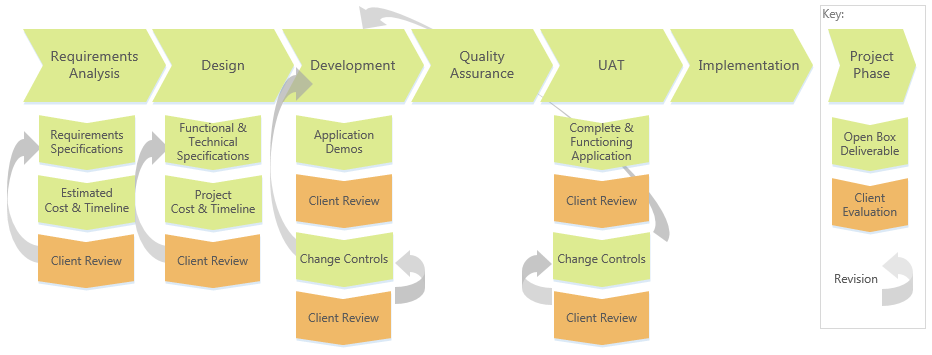 Key:
Requirements
Analysis
Design
Development
Quality
Assurance
UAT
Implementation
Project
Phase
Requirements
Specifications
Estimated
Cost & Timeline
Client Review
Functional &
Technical
Specifications
Project
Cost & Timeline
Client Review
Application
Demos
Client Review
Change Controls
Client Review
Complete &
Functioning
Application
Client Review
Change Controls
Client Review
Open Box
Deliverable
Client
Evaluation
Revision